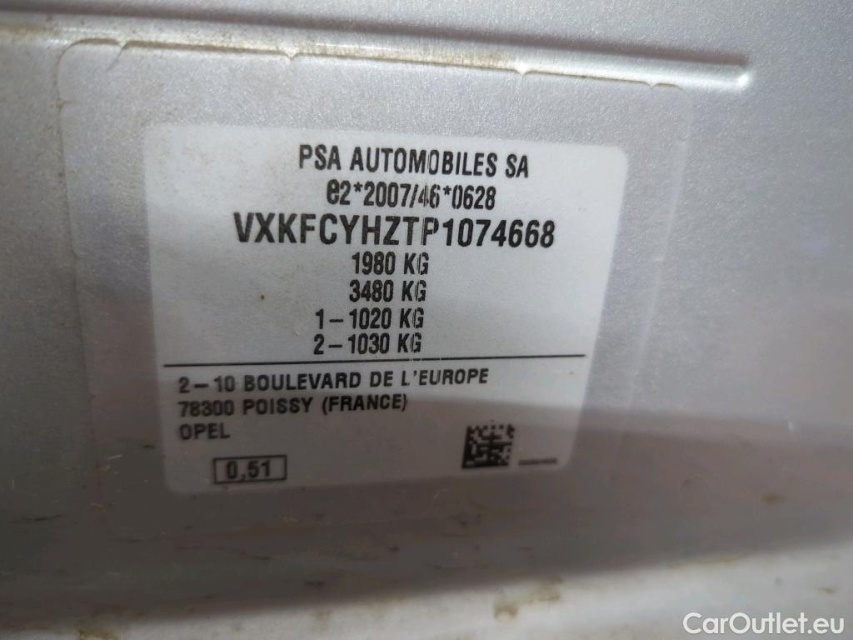 PSA AUTOMOBILES SA
e2*2007/46*0628
VXKFCYHZTP1074668
1980 KG
3480 KG
1-1020 KG
2-1030 KG
2-10 BOULEVARD DE L'EUROPE
78300 POISSY (FRANCE)
OPEL
0,51
CarOutlet.eu